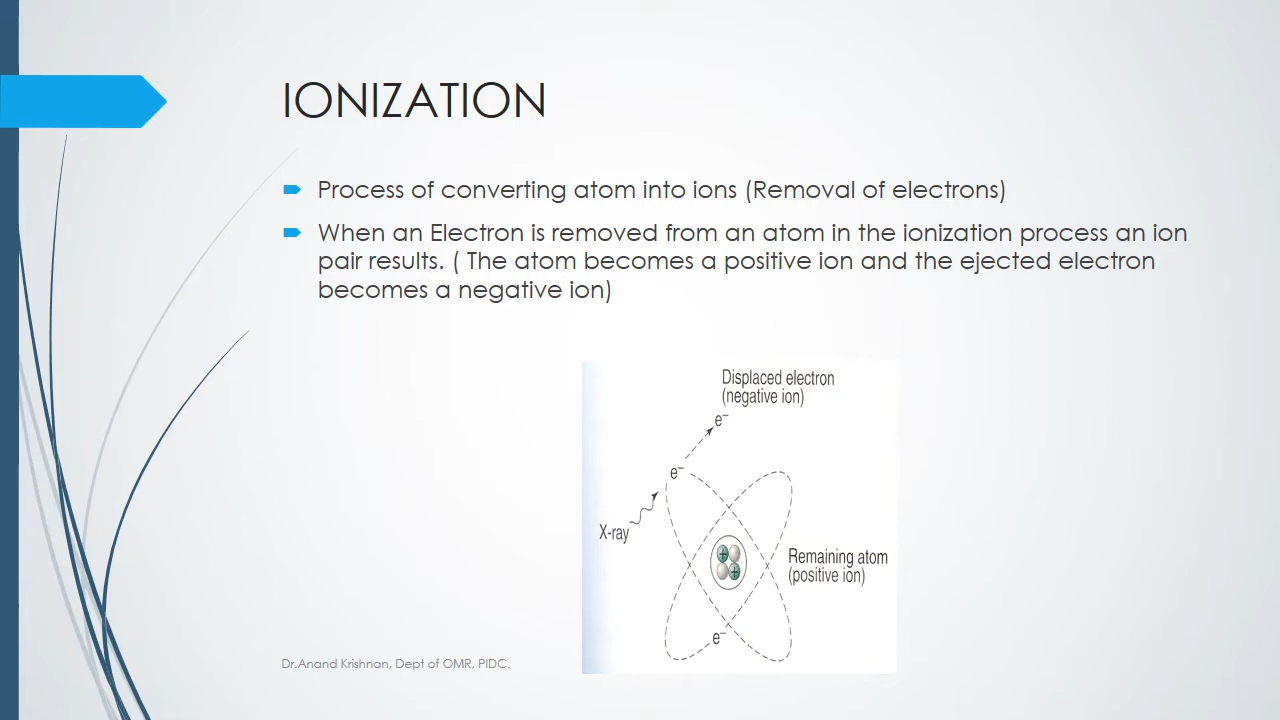 IONIZATION
Process of converting atom into ions (Removal of electrons)
When an Electron is removed from an atom in the ionization process an ion
pair results. ( The atom becomes a positive ion and the ejected electron
becomes a negative ion)
Displaced electron
(negative ion)
e⁻
e⁻
X-ray
+
+
Remaining atom
(positive ion)
e⁻
Dr.Anand Krishnan, Dept of OMR, PIDC.